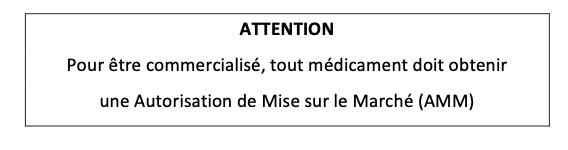 ATTENTION
Pour être commercialisé, tout médicament doit obtenir
une Autorisation de Mise sur le Marché (AMM)